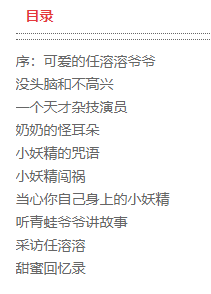 目录
序：可爱的任溶溶爷爷
没头脑和不高兴
一个天才杂技演员
奶奶的怪耳朵
小妖精的咒语
小妖精闯祸
当心你自己身上的小妖精
听青蛙爷爷讲故事
采访任溶溶
甜蜜回忆录